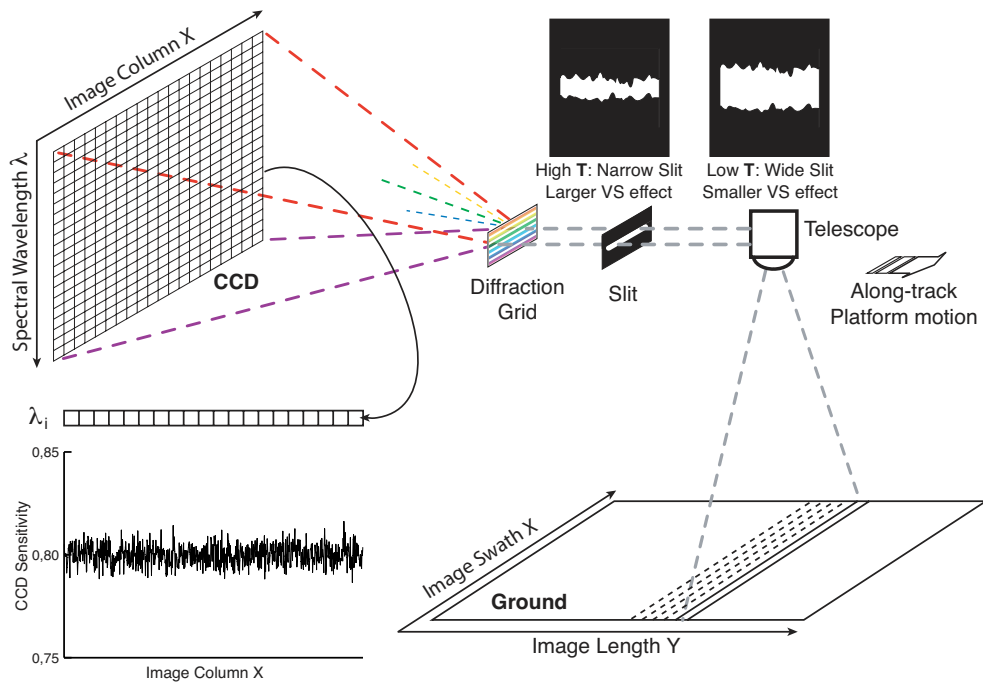 Image Column X
Spectral Wavelength λ
CCD
High T: Narrow Slit
Larger VS effect
Low T: Wide Slit
Smaller VS effect
Telescope
Diffraction
Grid
Slit
Along-track
Platform motion
λi
0,85
0,80
0,75
CCD Sensitivity
Image Column X
Image Swath X
Ground
Image Length Y